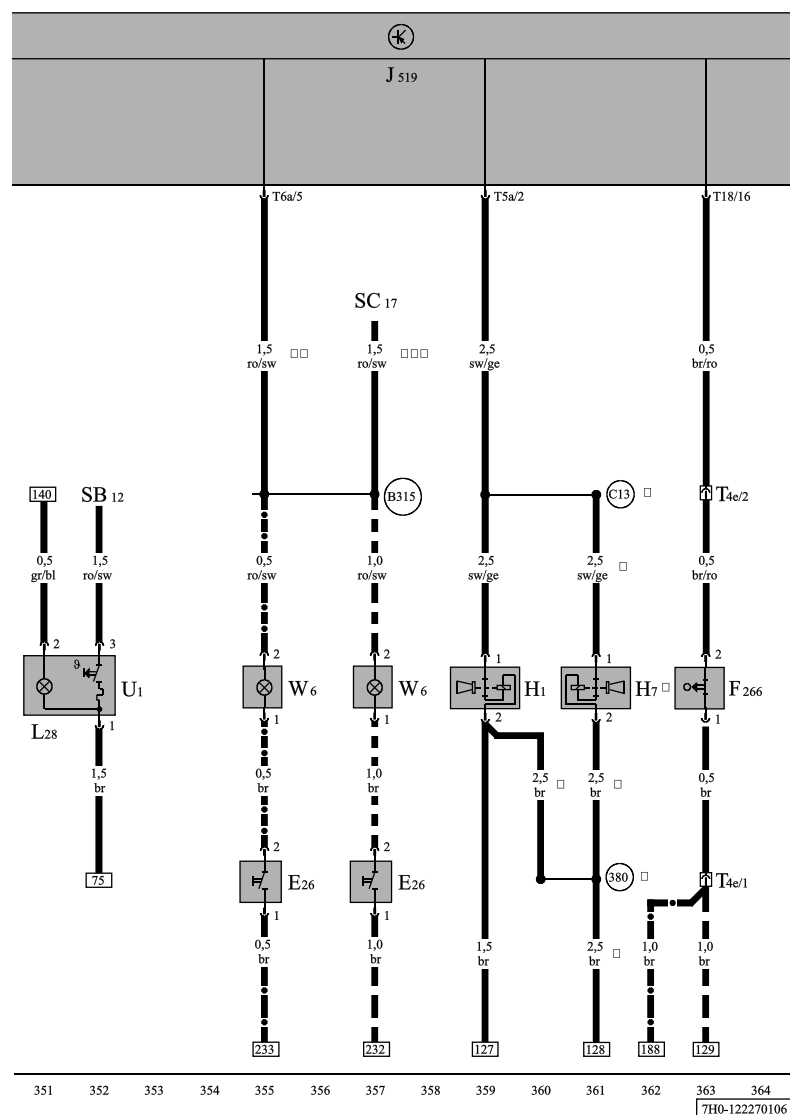 J 519
T6a/5 T5a/2 T18/16
SC 17
1,5 □□ 1,5 □□□ 2,5 0,5
ro/sw ro/sw sw/ge br/ro
140 SB 12 B315 C13 □ T4e/2
0,5 1,5 0,5 1,0 2,5 2,5 □ 0,5
gr/bl ro/sw ro/sw ro/sw sw/ge sw/ge br/ro
2 3 2 2 1 1 2
ϑ U1 W6 W6 H1 H7 □ F266
L28 1 1 1 2 2 1
1,5 0,5 1,0 2,5 □ 2,5 □ 0,5
br br br br br br
75 2 2 380 □ T4e/1
E26 E26
1 1
0,5 1,0 1,5 2,5 □ 1,0 1,0
br br br br br br
233 232 127 128 188 129
351 352 353 354 355 356 357 358 359 360 361 362 363 364
7H0-122270106